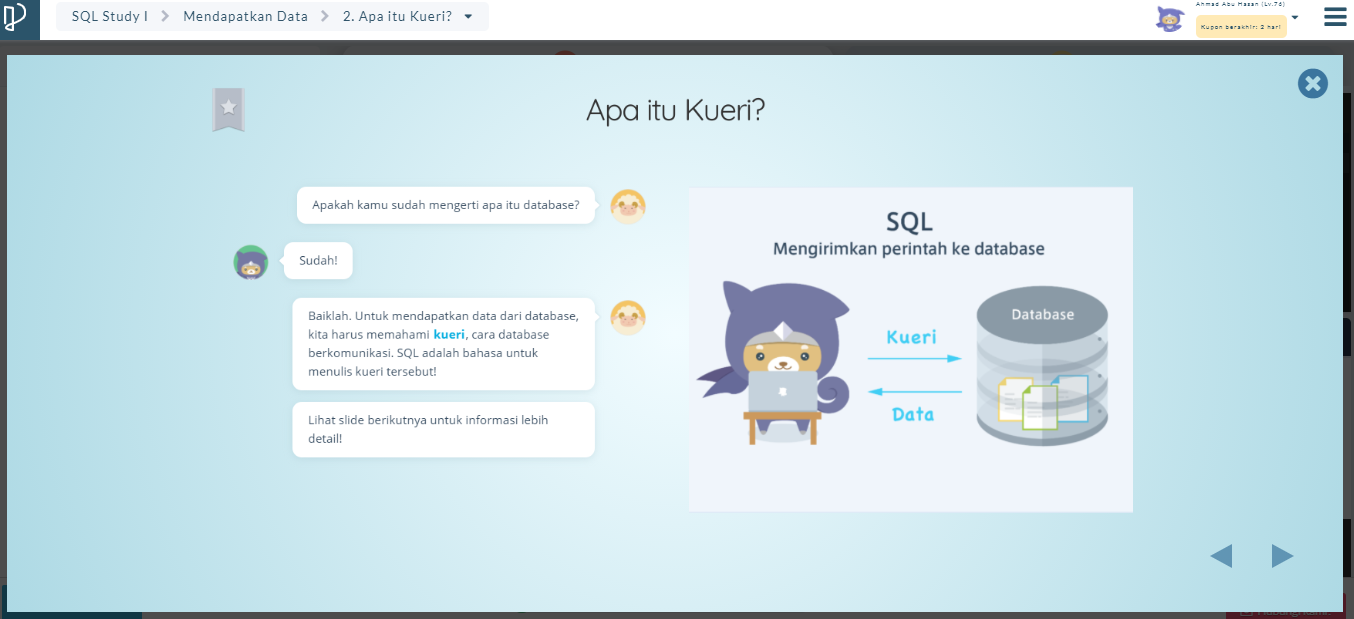 SQL Study I
Mendapatkan Data
2. Apa itu Kueri?
Ahmad Abu Hasan (Lv.76)
Kupon berakhir: 2 hari
Apa itu Kueri?
Apakah kamu sudah mengerti apa itu database?
Sudah!
Baiklah. Untuk mendapatkan data dari database,
kita harus memahami kueri, cara database
berkomunikasi. SQL adalah bahasa untuk
menulis kueri tersebut!
Lihat slide berikutnya untuk informasi lebih
detail!
SQL
Mengirimkan perintah ke database
Kueri
Data
Database